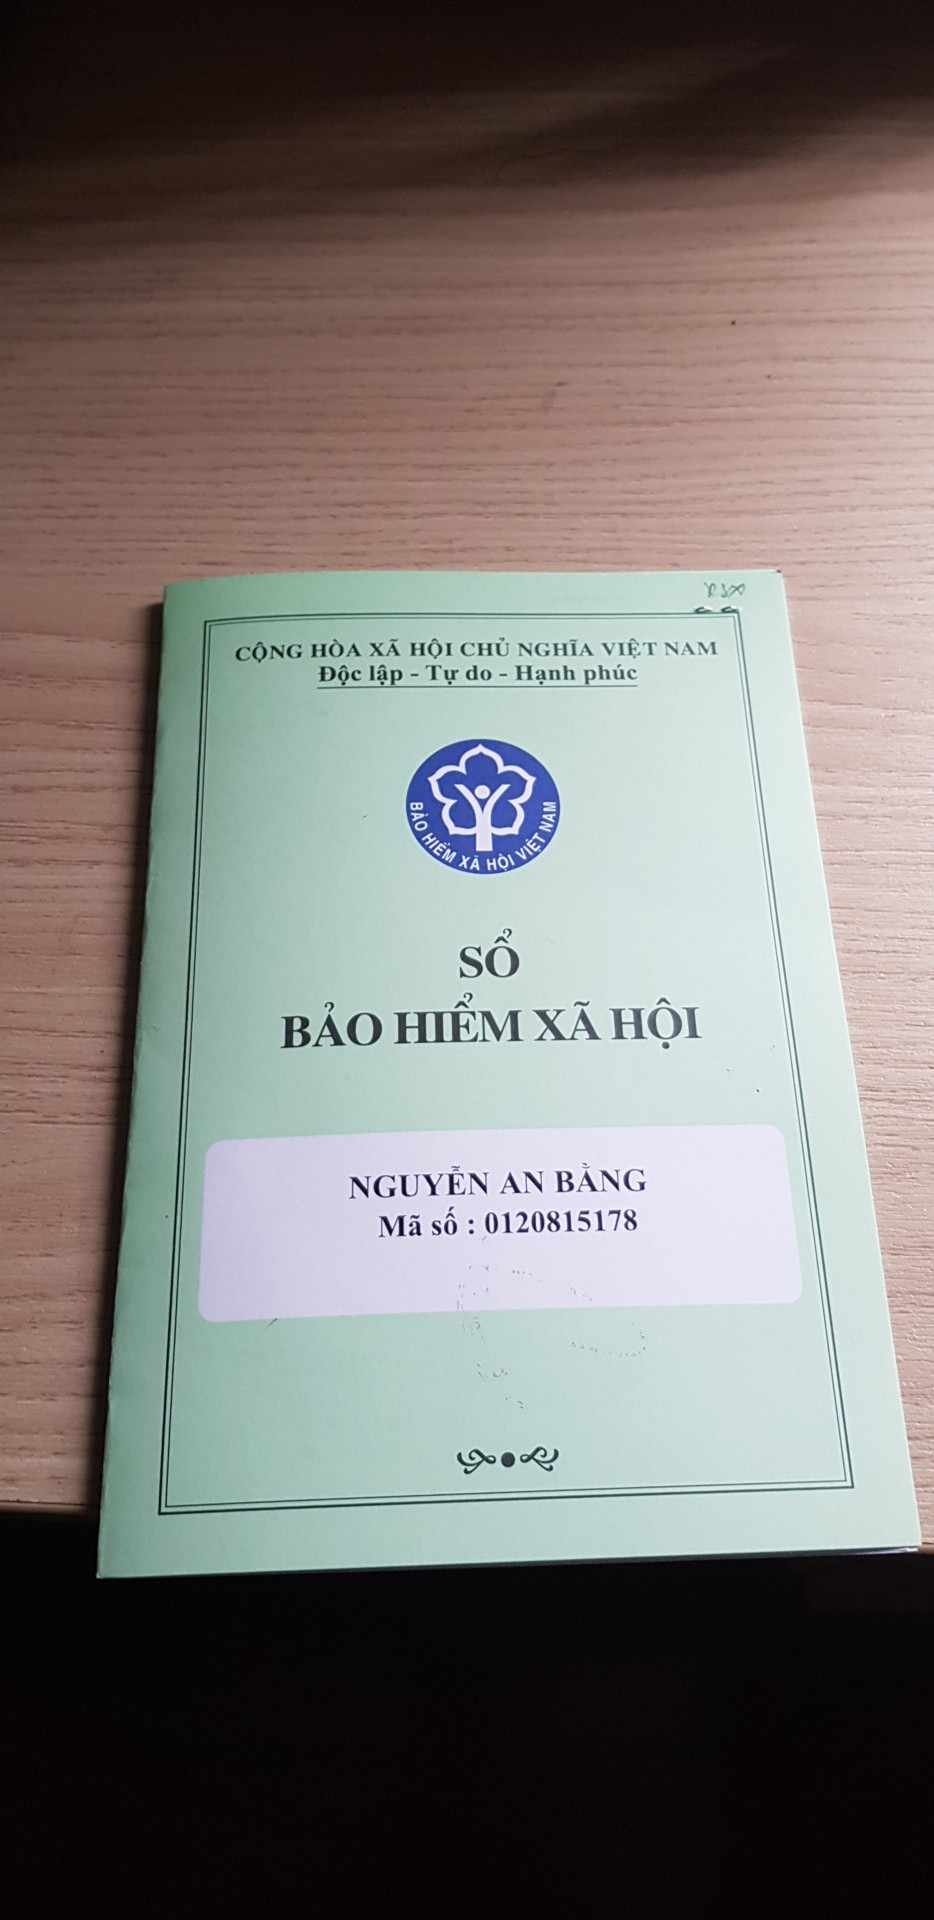 CỘNG HÒA XÃ HỘI CHỦ NGHĨA VIỆT NAM
Độc lập - Tự do - Hạnh phúc
BẢO HIỂM XÃ HỘI VIỆT NAM
SỔ
BẢO HIỂM XÃ HỘI
NGUYỄN AN BẰNG
Mã số : 0120815178